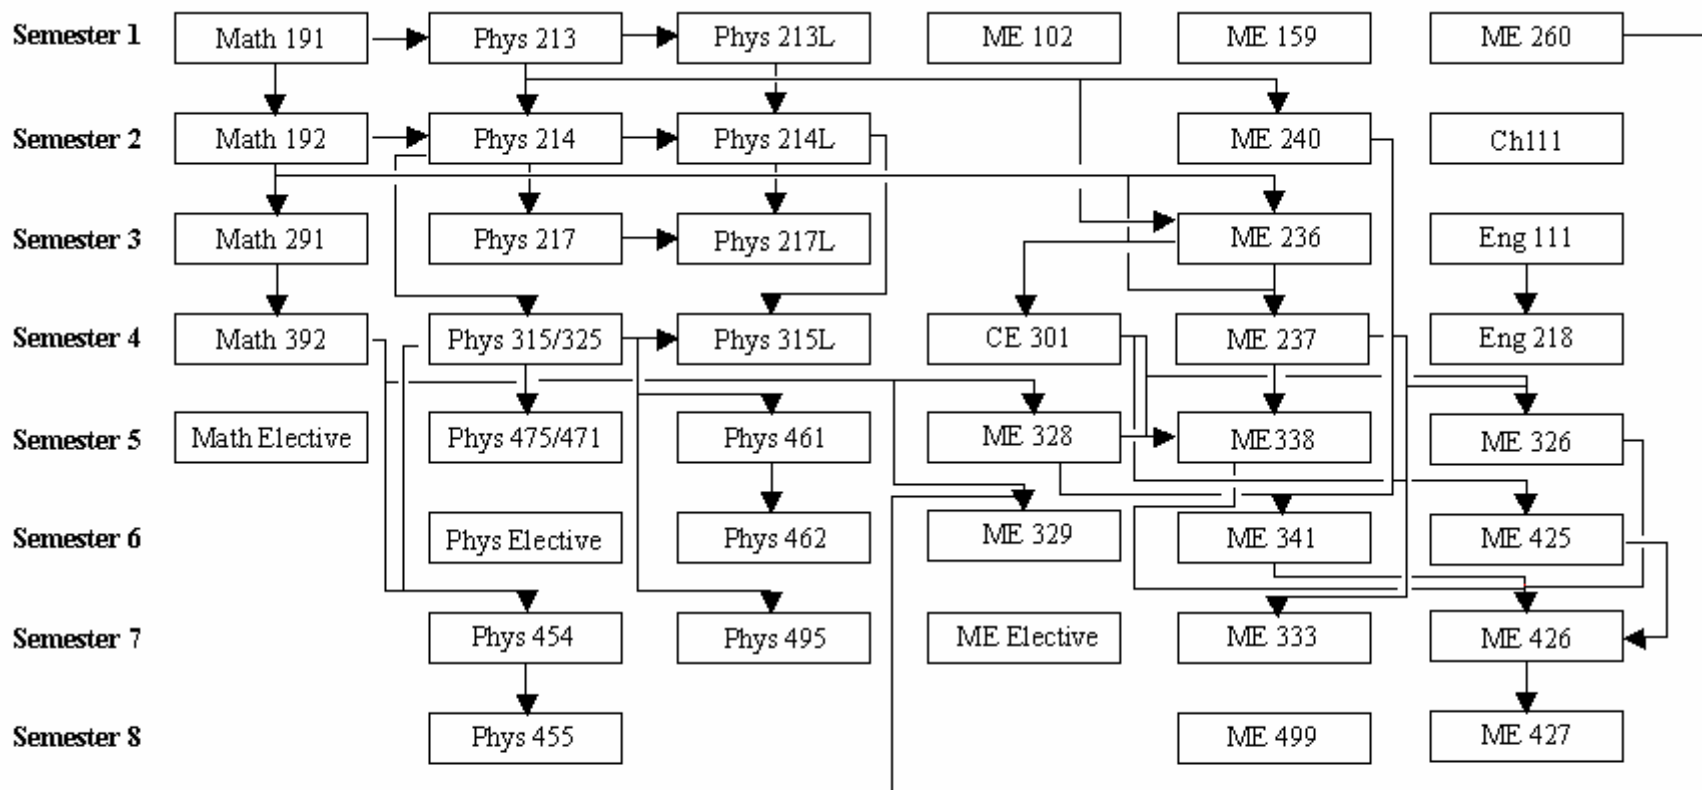 Semester 1 Math 191 Phys 213 Phys 213L ME 102 ME 159 ME 260
Semester 2 Math 192 Phys 214 Phys 214L ME 240 Ch111
Semester 3 Math 291 Phys 217 Phys 217L ME 236 Eng 111
Semester 4 Math 392 Phys 315/325 Phys 315L CE 301 ME 237 Eng 218
Semester 5 Math Elective Phys 475/471 Phys 461 ME 328 ME338 ME 326
Semester 6 Phys Elective Phys 462 ME 329 ME 341 ME 425
Semester 7 Phys 454 Phys 495 ME Elective ME 333 ME 426
Semester 8 Phys 455 ME 499 ME 427